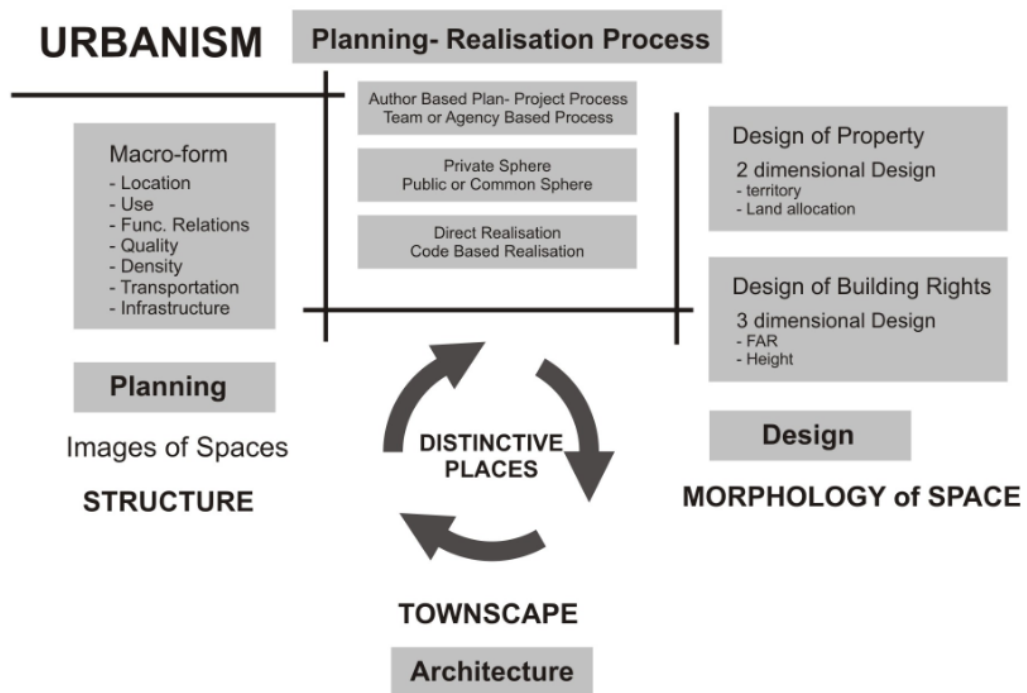 URBANISM
Planning- Realisation Process
Author Based Plan- Project Process
Team or Agency Based Process
Private Sphere
Public or Common Sphere
Direct Realisation
Code Based Realisation
Macro-form
- Location
- Use
- Func. Relations
- Quality
- Density
- Transportation
- Infrastructure
Planning
Images of Spaces
STRUCTURE
Design of Property
2 dimensional Design
- territory
- Land allocation
Design of Building Rights
3 dimensional Design
- FAR
- Height
Design
MORPHOLOGY of SPACE
DISTINCTIVE
PLACES
TOWNSCAPE
Architecture